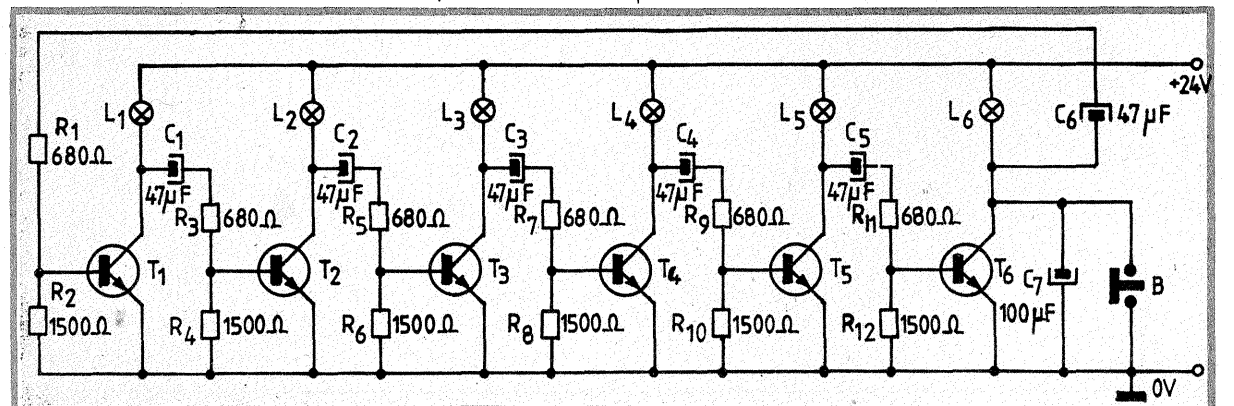 +24V
L1
L2
L3
L4
L5
L6
C6 47 µF
R1
680Ω
C1
47µF
C2
47µF
C3
47µF
C4
47µF
C5
47µF
R3 680Ω
R5 680Ω
R7 680Ω
R9 680Ω
R11 680Ω
T1
T2
T3
T4
T5
T6
C7
100µF
B
R2
1500Ω
R4 1500Ω
R6 1500Ω
R8 1500Ω
R10 1500Ω
R12 1500Ω
0V